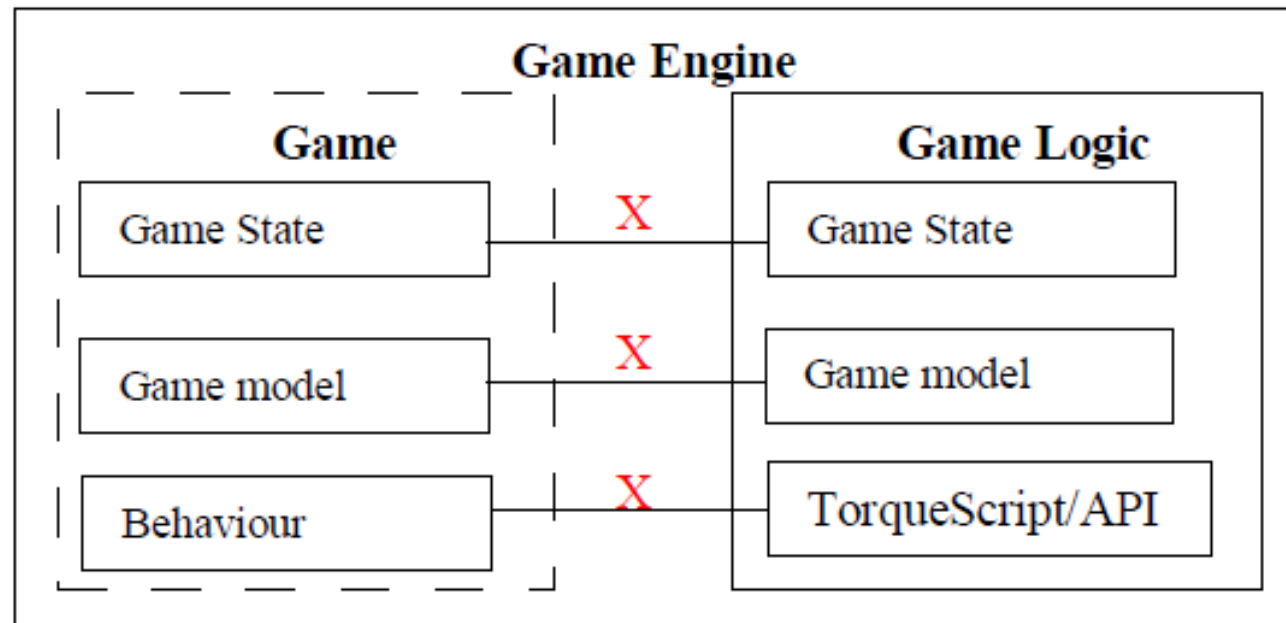 Game Engine
Game
Game Logic
Game State
X
Game State
Game model
X
Game model
Behaviour
X
TorqueScript/API